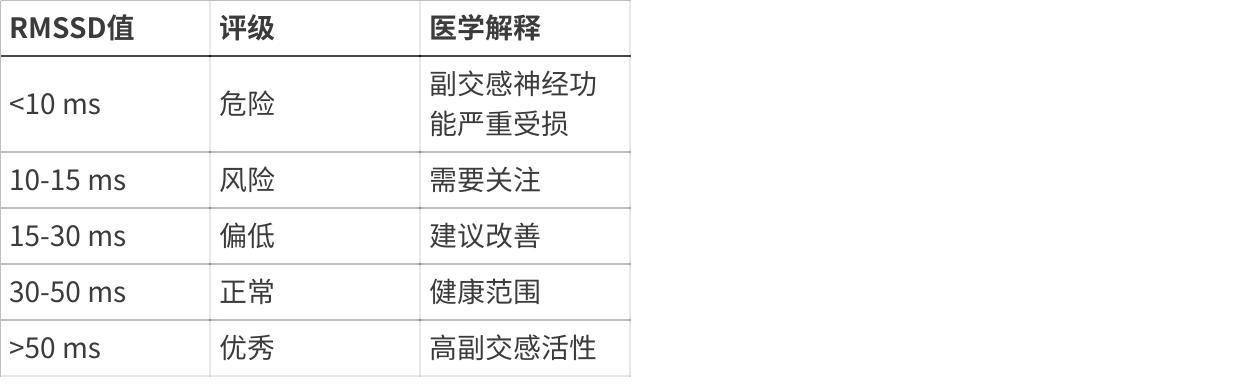 RMSSD值 评级 医学解释
<10 ms 危险 副交感神经功
能严重受损
10-15 ms 风险 需要关注
15-30 ms 偏低 建议改善
30-50 ms 正常 健康范围
>50 ms 优秀 高副交感活性